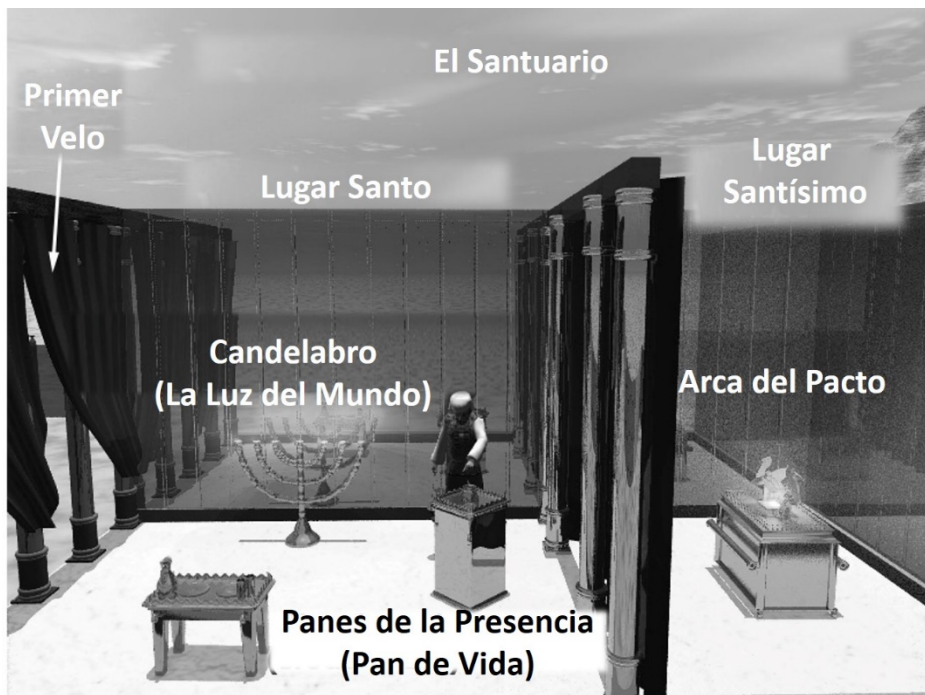 El Santuario
Primer
Velo
Lugar Santo
Lugar
Santísimo
Candelabro
(La Luz del Mundo)
Arca del Pacto
Panes de la Presencia
(Pan de Vida)